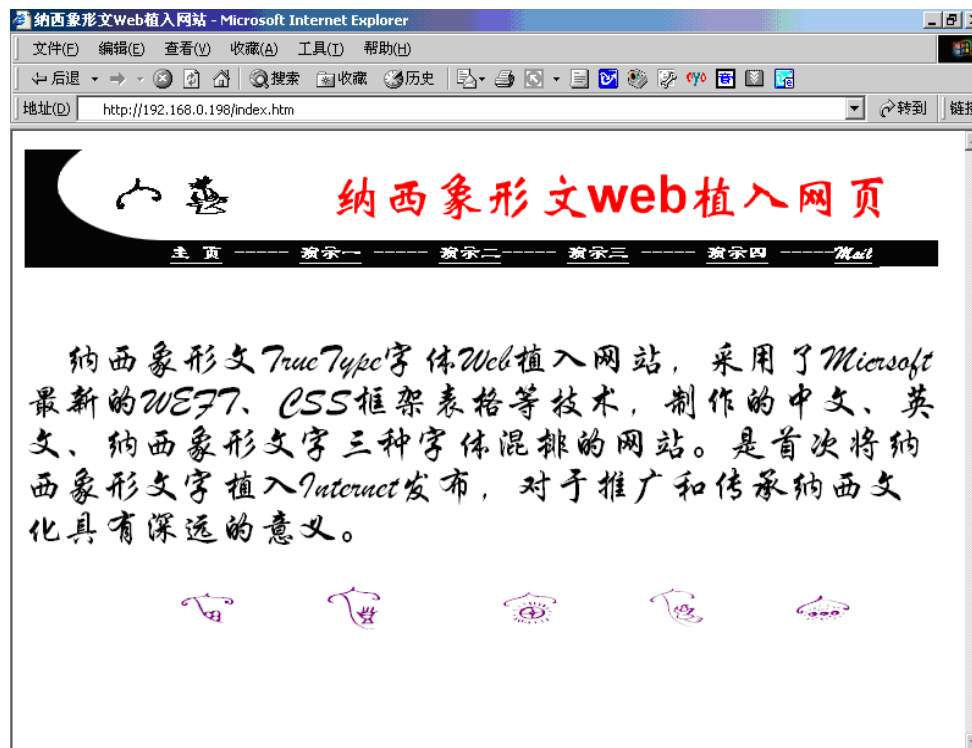 纳西象形文Web植入网站 - Microsoft Internet Explorer
文件(F) 编辑(E) 查看(V) 收藏(A) 工具(T) 帮助(H)
后退 搜索 收藏 历史
地址(D) http://192.168.0.198/index.htm 转到 链接
纳西象形文web植入网页
主 页 ----- 演示一 ----- 演示二----- 演示三 ----- 演示四 -----Mail
纳西象形文TrueType字体Web植入网站，采用了Micrsoft
最新的WEFT、CSS框架表格等技术，制作的中文、英
文、纳西象形文字三种字体混排的网站。是首次将纳
西象形文字植入Internet发布，对于推广和传承纳西文
化具有深远的意义。